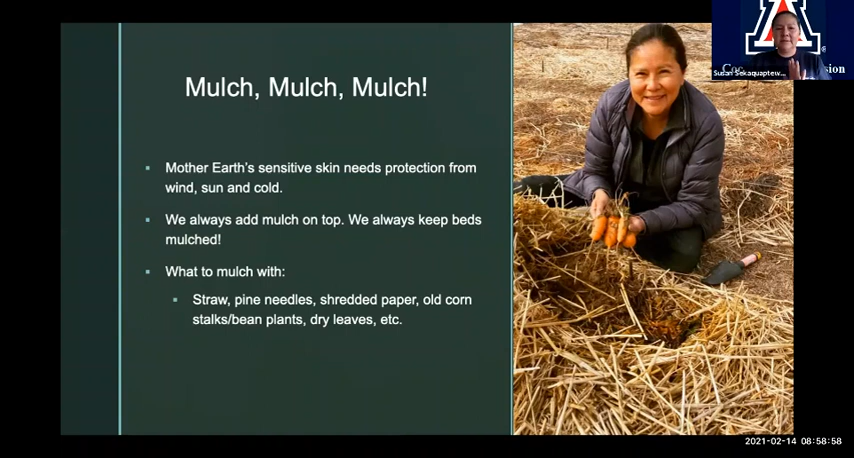 Mulch, Mulch, Mulch!
Mother Earth's sensitive skin needs protection from
wind, sun and cold.
We always add mulch on top. We always keep beds
mulched!
What to mulch with:
Straw, pine needles, shredded paper, old corn
stalks/bean plants, dry leaves, etc.
A
Susan Sekaquaptew...
2021-02-14 08:58:58